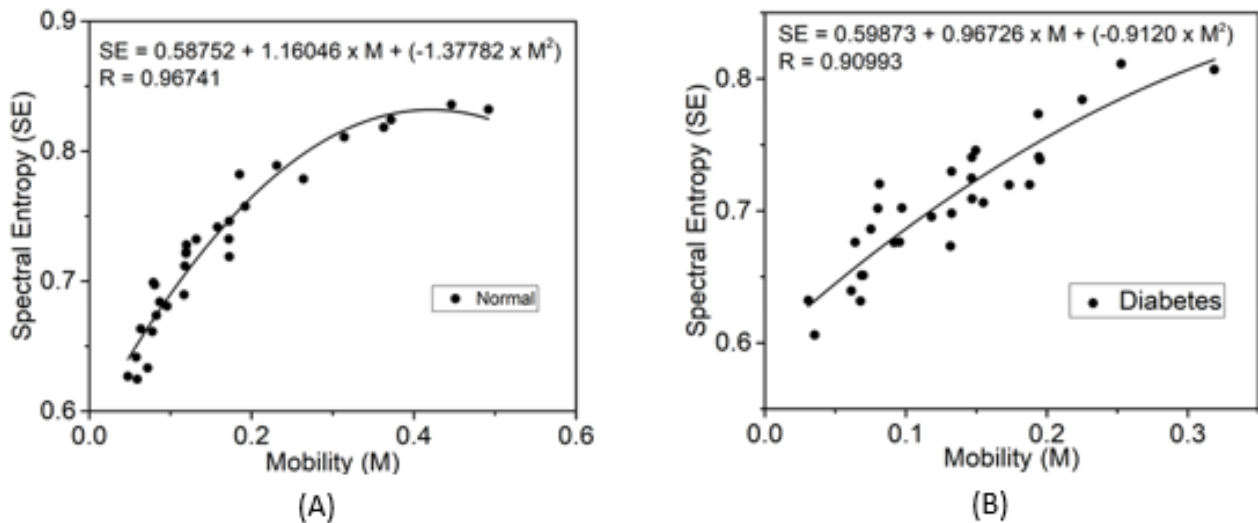 SE = 0.58752 + 1.16046 x M + (-1.37782 x M²)
R = 0.96741
Spectral Entropy (SE)
0.9
0.8
0.7
0.6
Normal
0.0 0.2 0.4 0.6
Mobility (M)
(A)
SE = 0.59873 + 0.96726 x M + (-0.9120 x M²)
R = 0.90993
Spectral Entropy (SE)
0.8
0.7
0.6
Diabetes
0.0 0.1 0.2 0.3
Mobility (M)
(B)